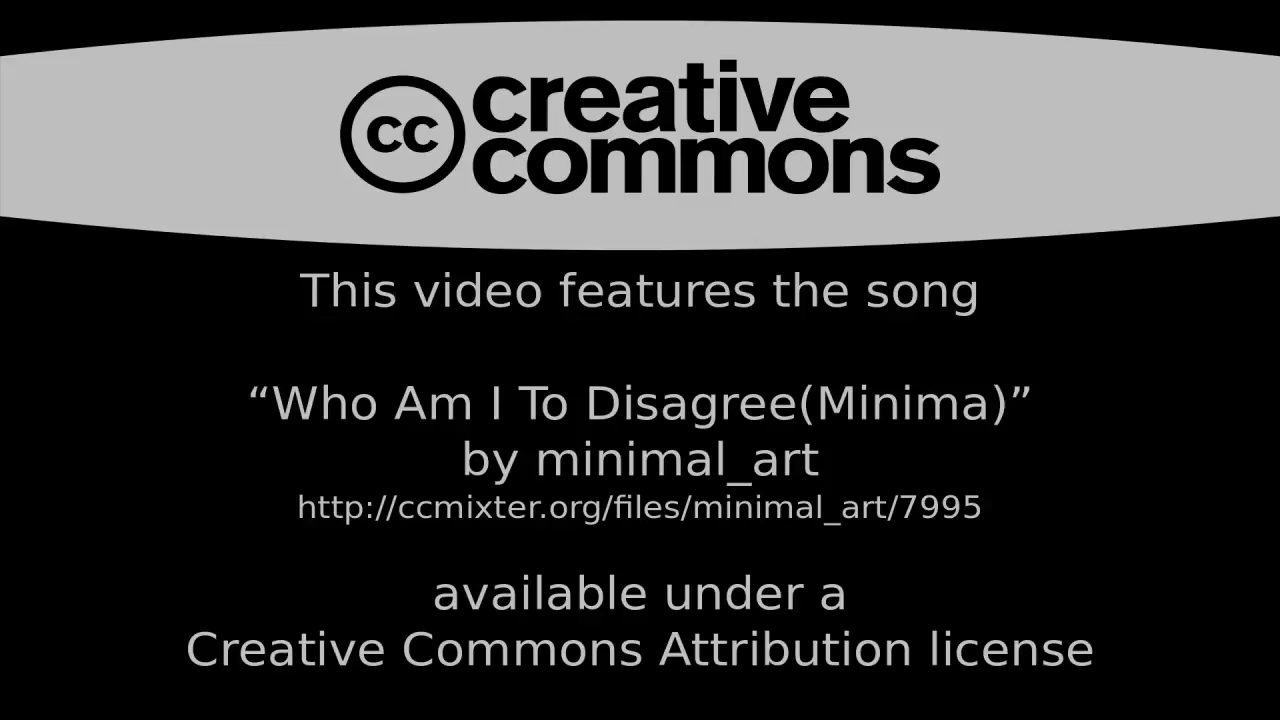 cc creative
commons
This video features the song
“Who Am I To Disagree(Minima)”
by minimal_art
http://ccmixter.org/files/minimal_art/7995
available under a
Creative Commons Attribution license